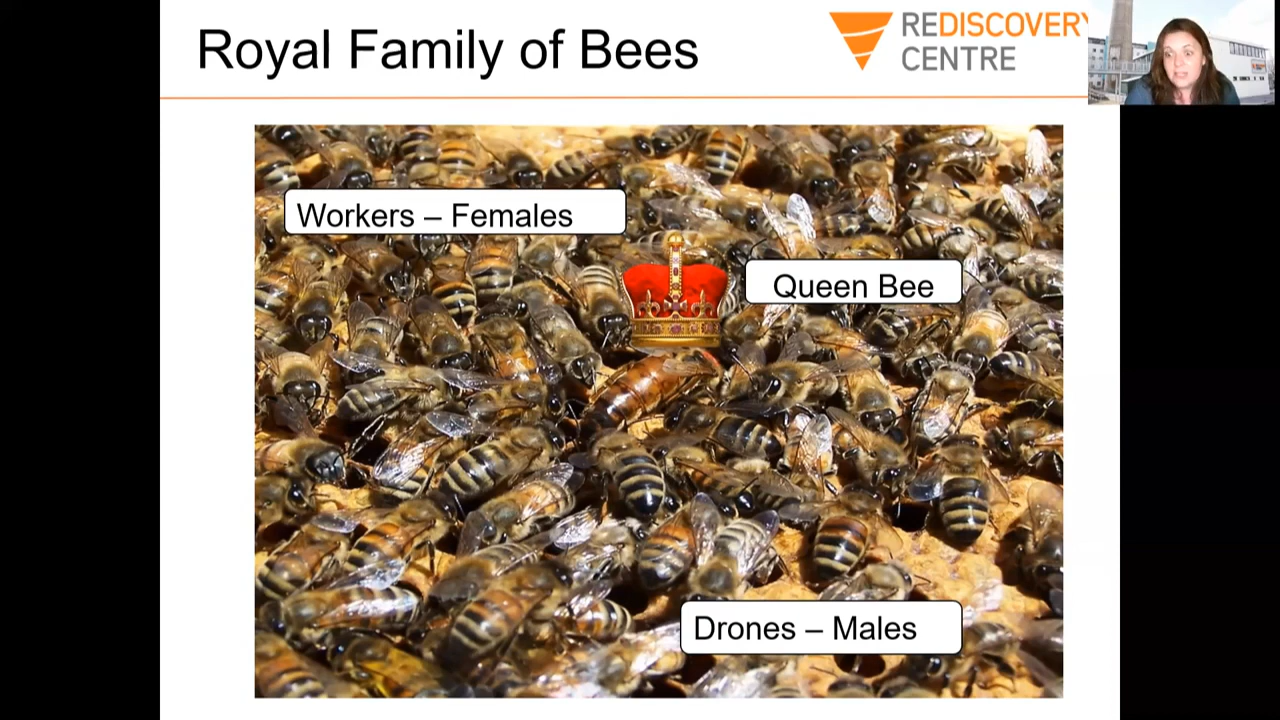 Royal Family of Bees
REDISCOVERY
CENTRE
Workers – Females
Queen Bee
Drones – Males